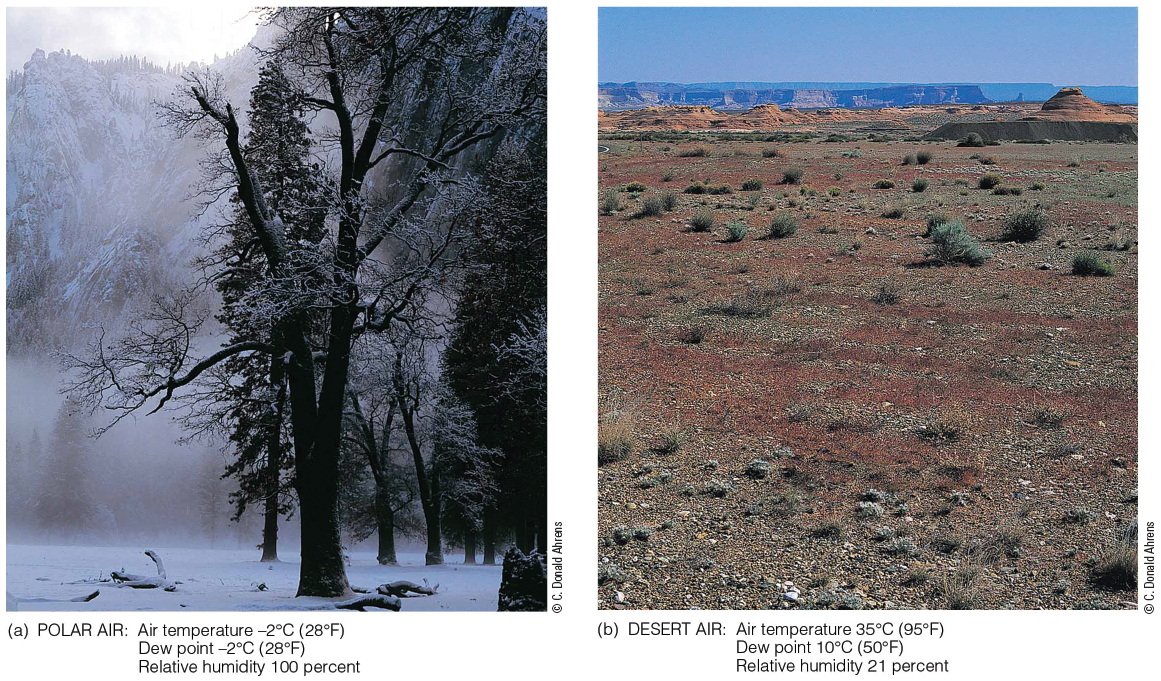 © C. Donald Ahrens
© C. Donald Ahrens
(a) POLAR AIR: Air temperature –2°C (28°F)
Dew point –2°C (28°F)
Relative humidity 100 percent
(b) DESERT AIR: Air temperature 35°C (95°F)
Dew point 10°C (50°F)
Relative humidity 21 percent